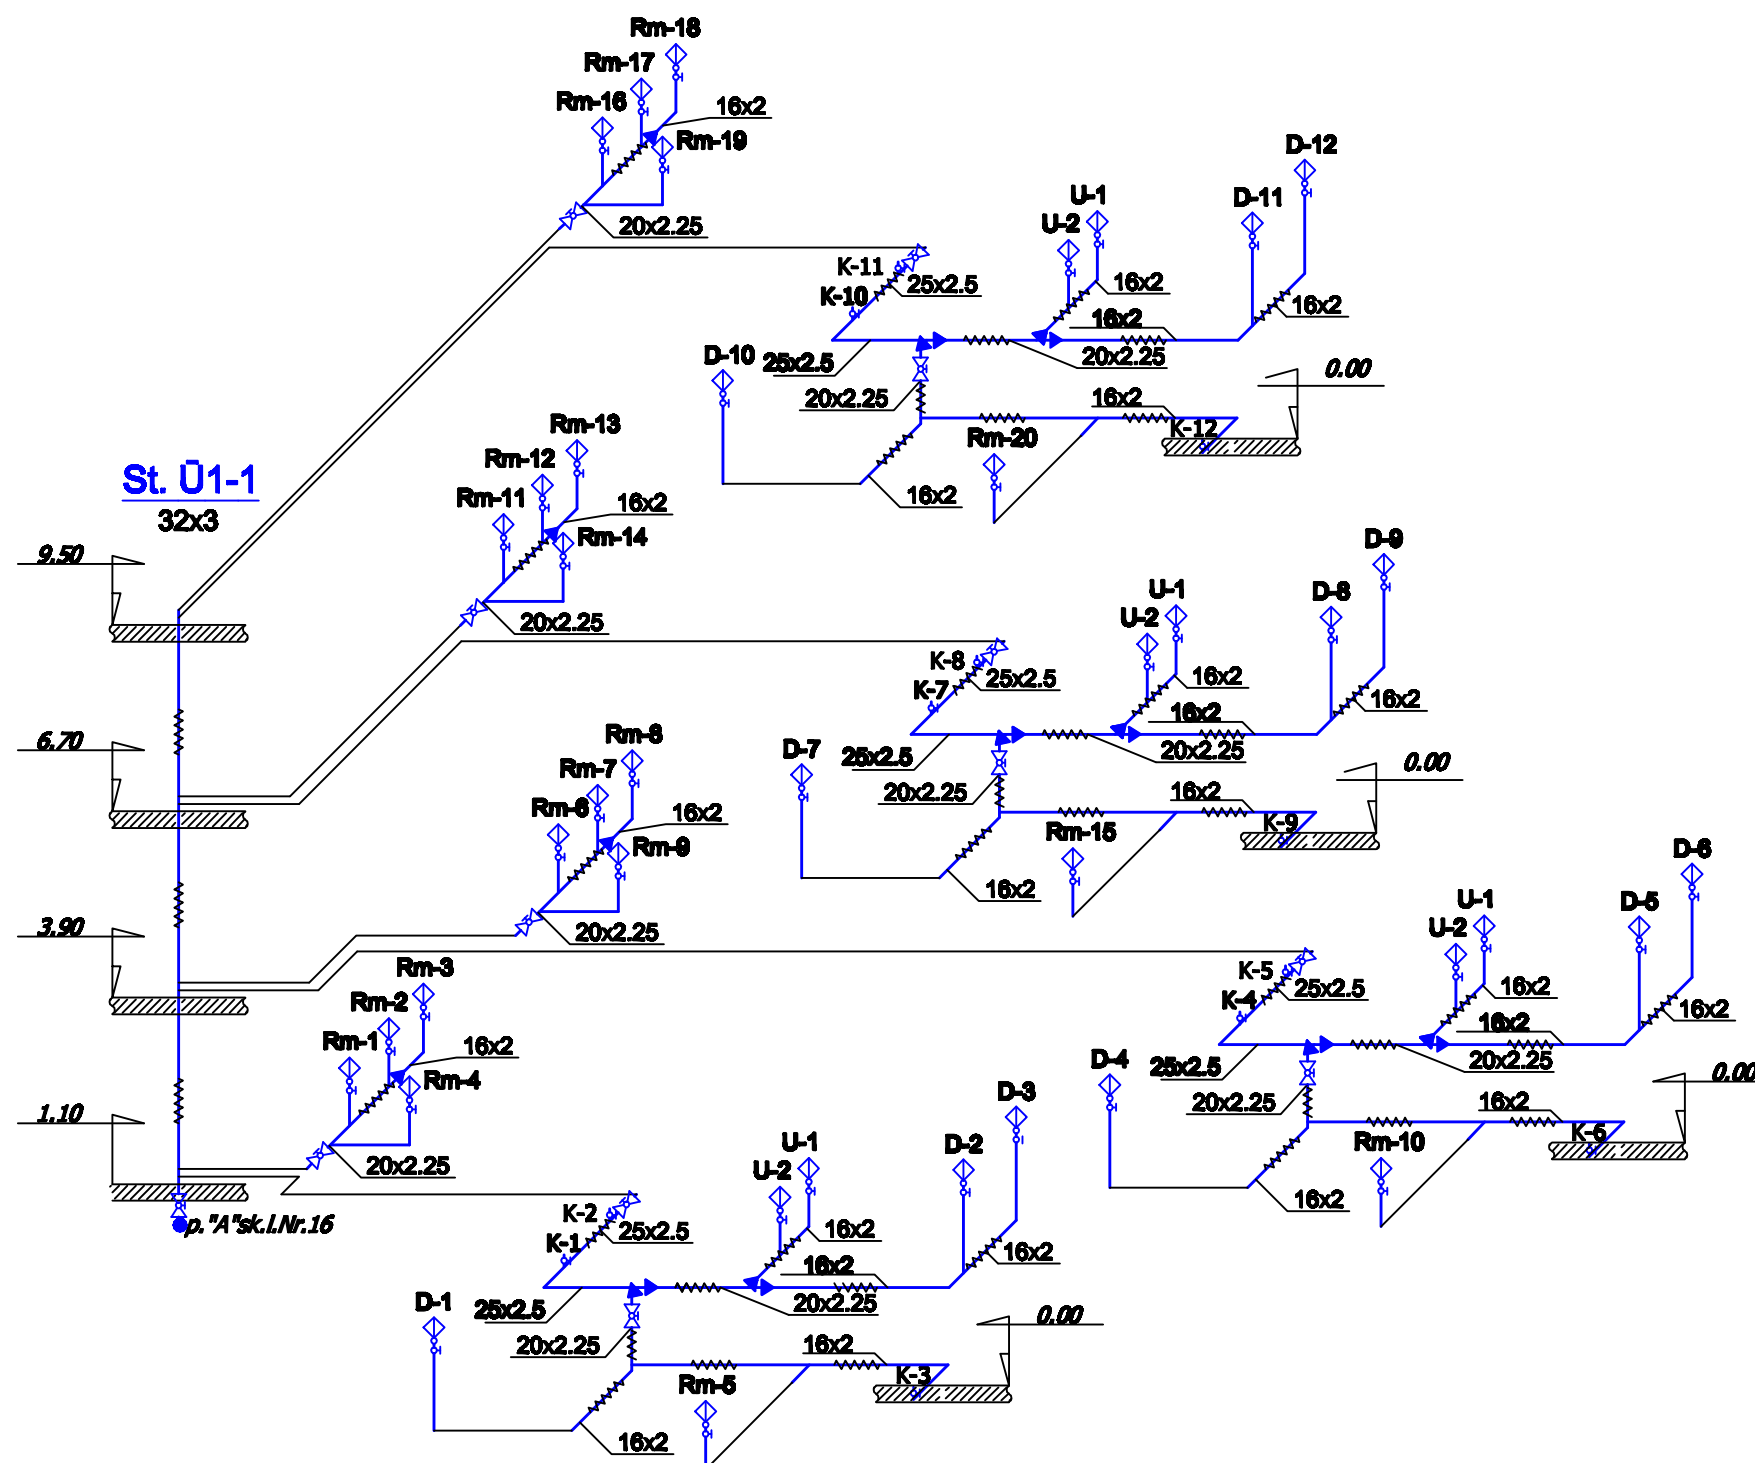 Rm-18
Rm-17
Rm-16
16x2
Rm-19
20x2.25
D-12
D-11
U-1
U-2
K-11
25x2.5
K-10
16x2
16x2
16x2
20x2.25
D-10
25x2.5
20x2.25
0.00
16x2
K-12
Rm-20
16x2
St. Ū1-1
32x3
9.50
Rm-13
Rm-12
Rm-11
16x2
Rm-14
20x2.25
D-9
D-8
U-1
U-2
K-8
25x2.5
K-7
16x2
16x2
16x2
20x2.25
D-7
25x2.5
20x2.25
0.00
16x2
K-9
Rm-15
16x2
6.70
Rm-8
Rm-7
Rm-6
16x2
Rm-9
20x2.25
D-6
D-5
U-1
U-2
K-5
25x2.5
K-4
16x2
16x2
16x2
20x2.25
D-4
25x2.5
20x2.25
0.00
16x2
K-6
Rm-10
16x2
3.90
Rm-3
Rm-2
Rm-1
16x2
Rm-4
20x2.25
1.10
p."A"sk.l.Nr.16
D-3
D-2
U-1
U-2
K-2
25x2.5
K-1
16x2
16x2
16x2
20x2.25
D-1
25x2.5
20x2.25
0.00
16x2
K-3
Rm-5
16x2